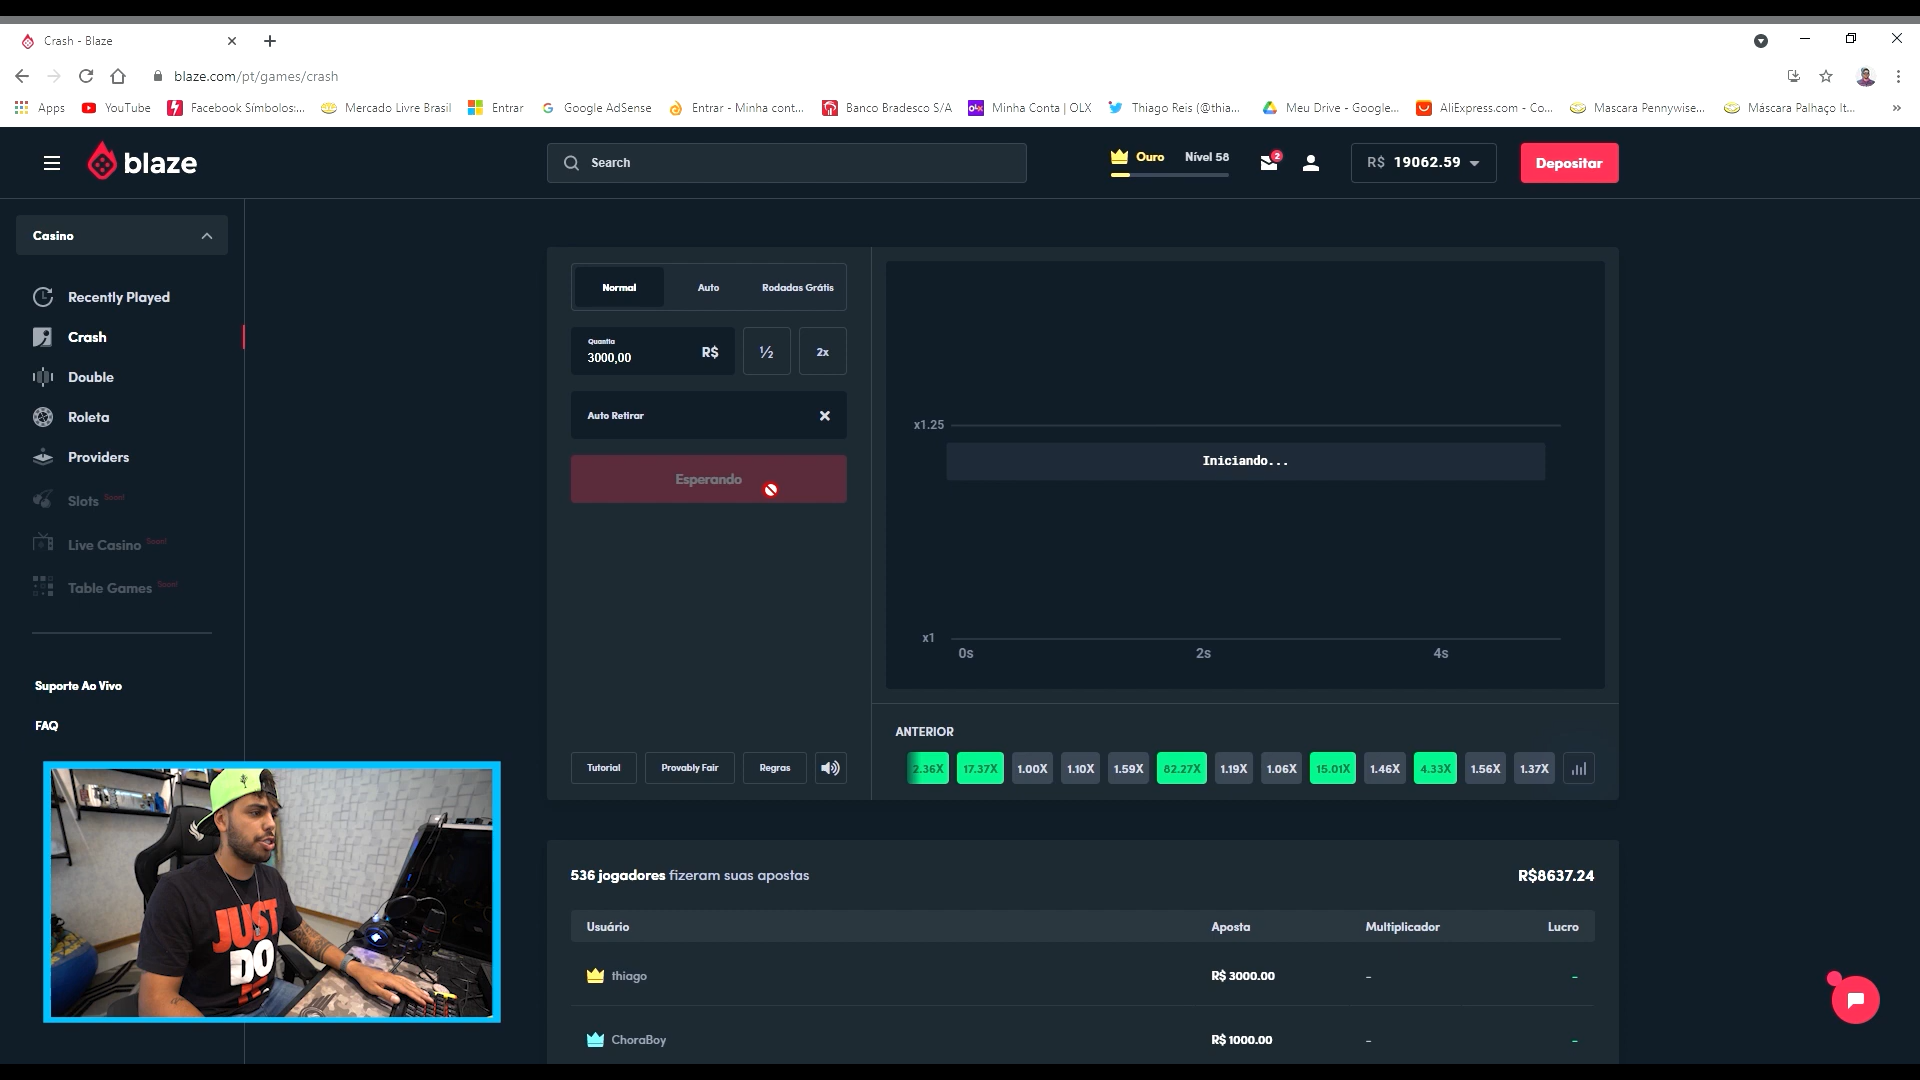 Crash - Blaze
blaze.com/pt/games/crash
Apps YouTube Facebook Símbolos:... Mercado Livre Brasil Entrar Google AdSense Entrar - Minha cont... Banco Bradesco S/A Minha Conta | OLX Thiago Reis (@thia... Meu Drive - Google... AliExpress.com - Co... Mascara Pennywise... Máscara Palhaço It... »
blaze
Search
Ouro Nível 58
2
R$ 19062.59
Depositar
Casino
Recently Played
Crash
Double
Roleta
Providers
Slots Soon!
Live Casino Soon!
Table Games Soon!
Suporte Ao Vivo
FAQ
Normal Auto Rodadas Grátis
Quantia
3000,00 R$ ½ 2x
Auto Retirar
Esperando
Tutorial Provably Fair Regras
x1.25
Iniciando...
x1
0s 2s 4s
ANTERIOR
2.36X 17.37X 1.00X 1.10X 1.59X 82.27X 1.19X 1.06X 15.01X 1.46X 4.33X 1.56X 1.37X
536 jogadores fizeram suas apostas R$8637.24
Usuário Aposta Multiplicador Lucro
thiago R$ 3000.00 - -
ChoraBoy R$ 1000.00 - -
JUST
DO
IT.